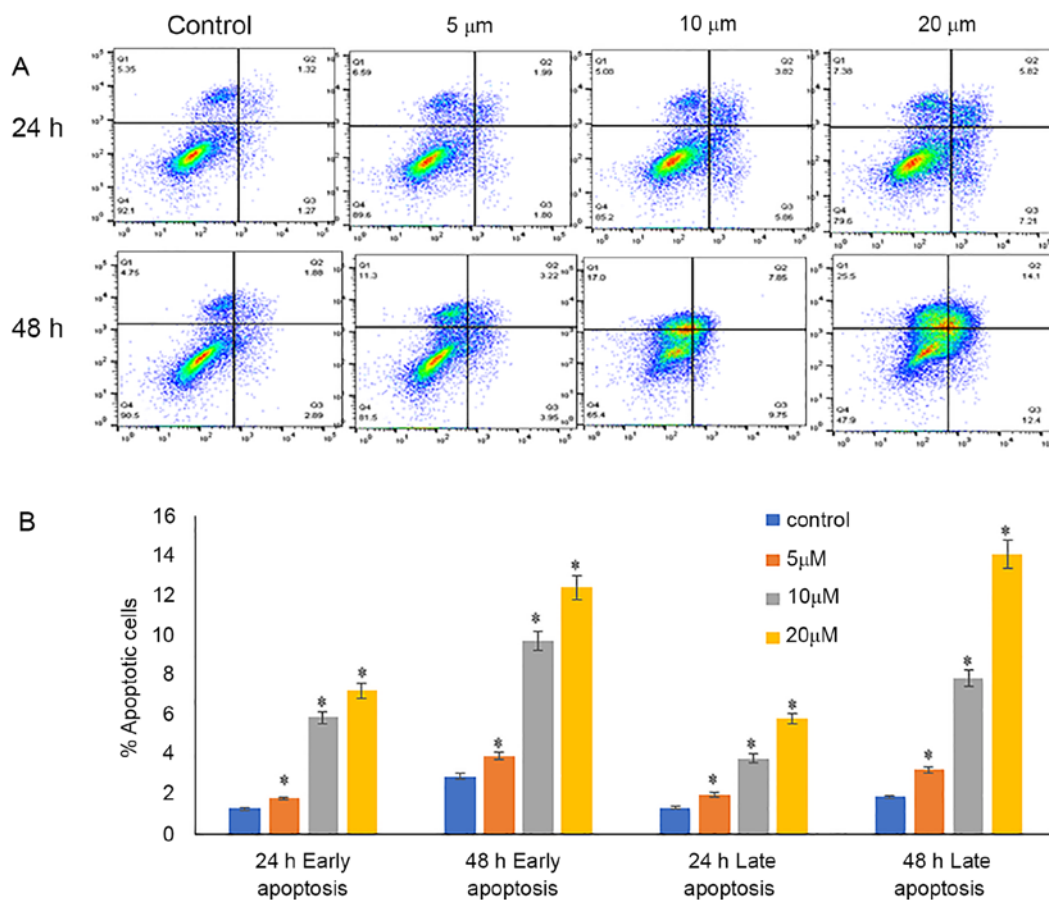 Control 5 µm 10 µm 20 µm
A
24 h
Q1 5.35 Q2 1.32 Q4 92.1 Q3 1.27
Q1 6.59 Q2 1.99 Q4 89.6 Q3 1.80
Q1 5.08 Q2 3.82 Q4 85.2 Q3 5.86
Q1 7.38 Q2 5.82 Q4 79.6 Q3 7.21
48 h
Q1 4.75 Q2 1.88 Q4 90.5 Q3 2.89
Q1 11.3 Q2 3.22 Q4 81.5 Q3 3.95
Q1 17.0 Q2 7.85 Q4 65.4 Q3 9.75
Q1 25.5 Q2 14.1 Q4 47.9 Q3 12.4
B
% Apoptotic cells
16
14
12
10
8
6
4
2
0
control
5µM
10µM
20µM
* * * * * * * * * * * *
24 h Early apoptosis
48 h Early apoptosis
24 h Late apoptosis
48 h Late apoptosis